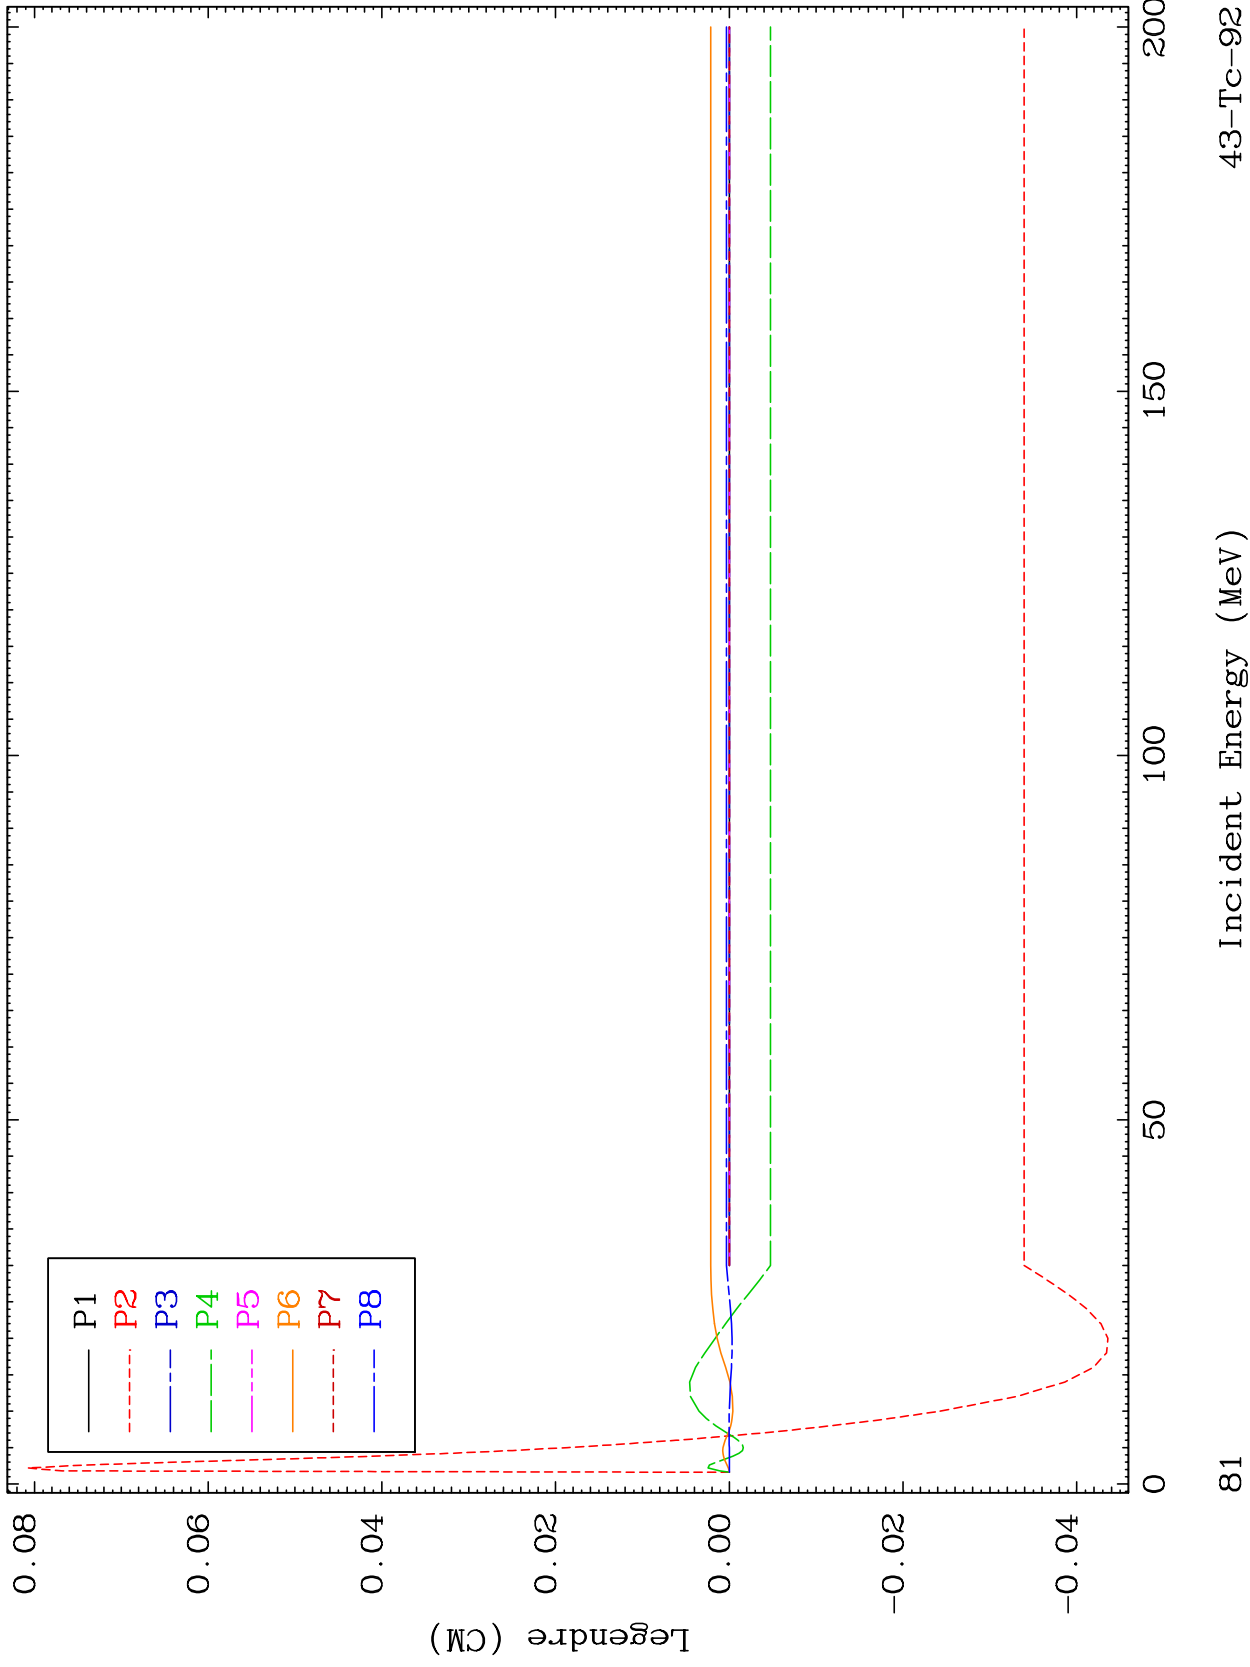 Legendre (CM)
0.08
0.06
0.04
0.02
0.00
-0.02
-0.04
P1
P2
P3
P4
P5
P6
P7
P8
0
50
100
150
200
Incident Energy (MeV)
81
43-Tc-92